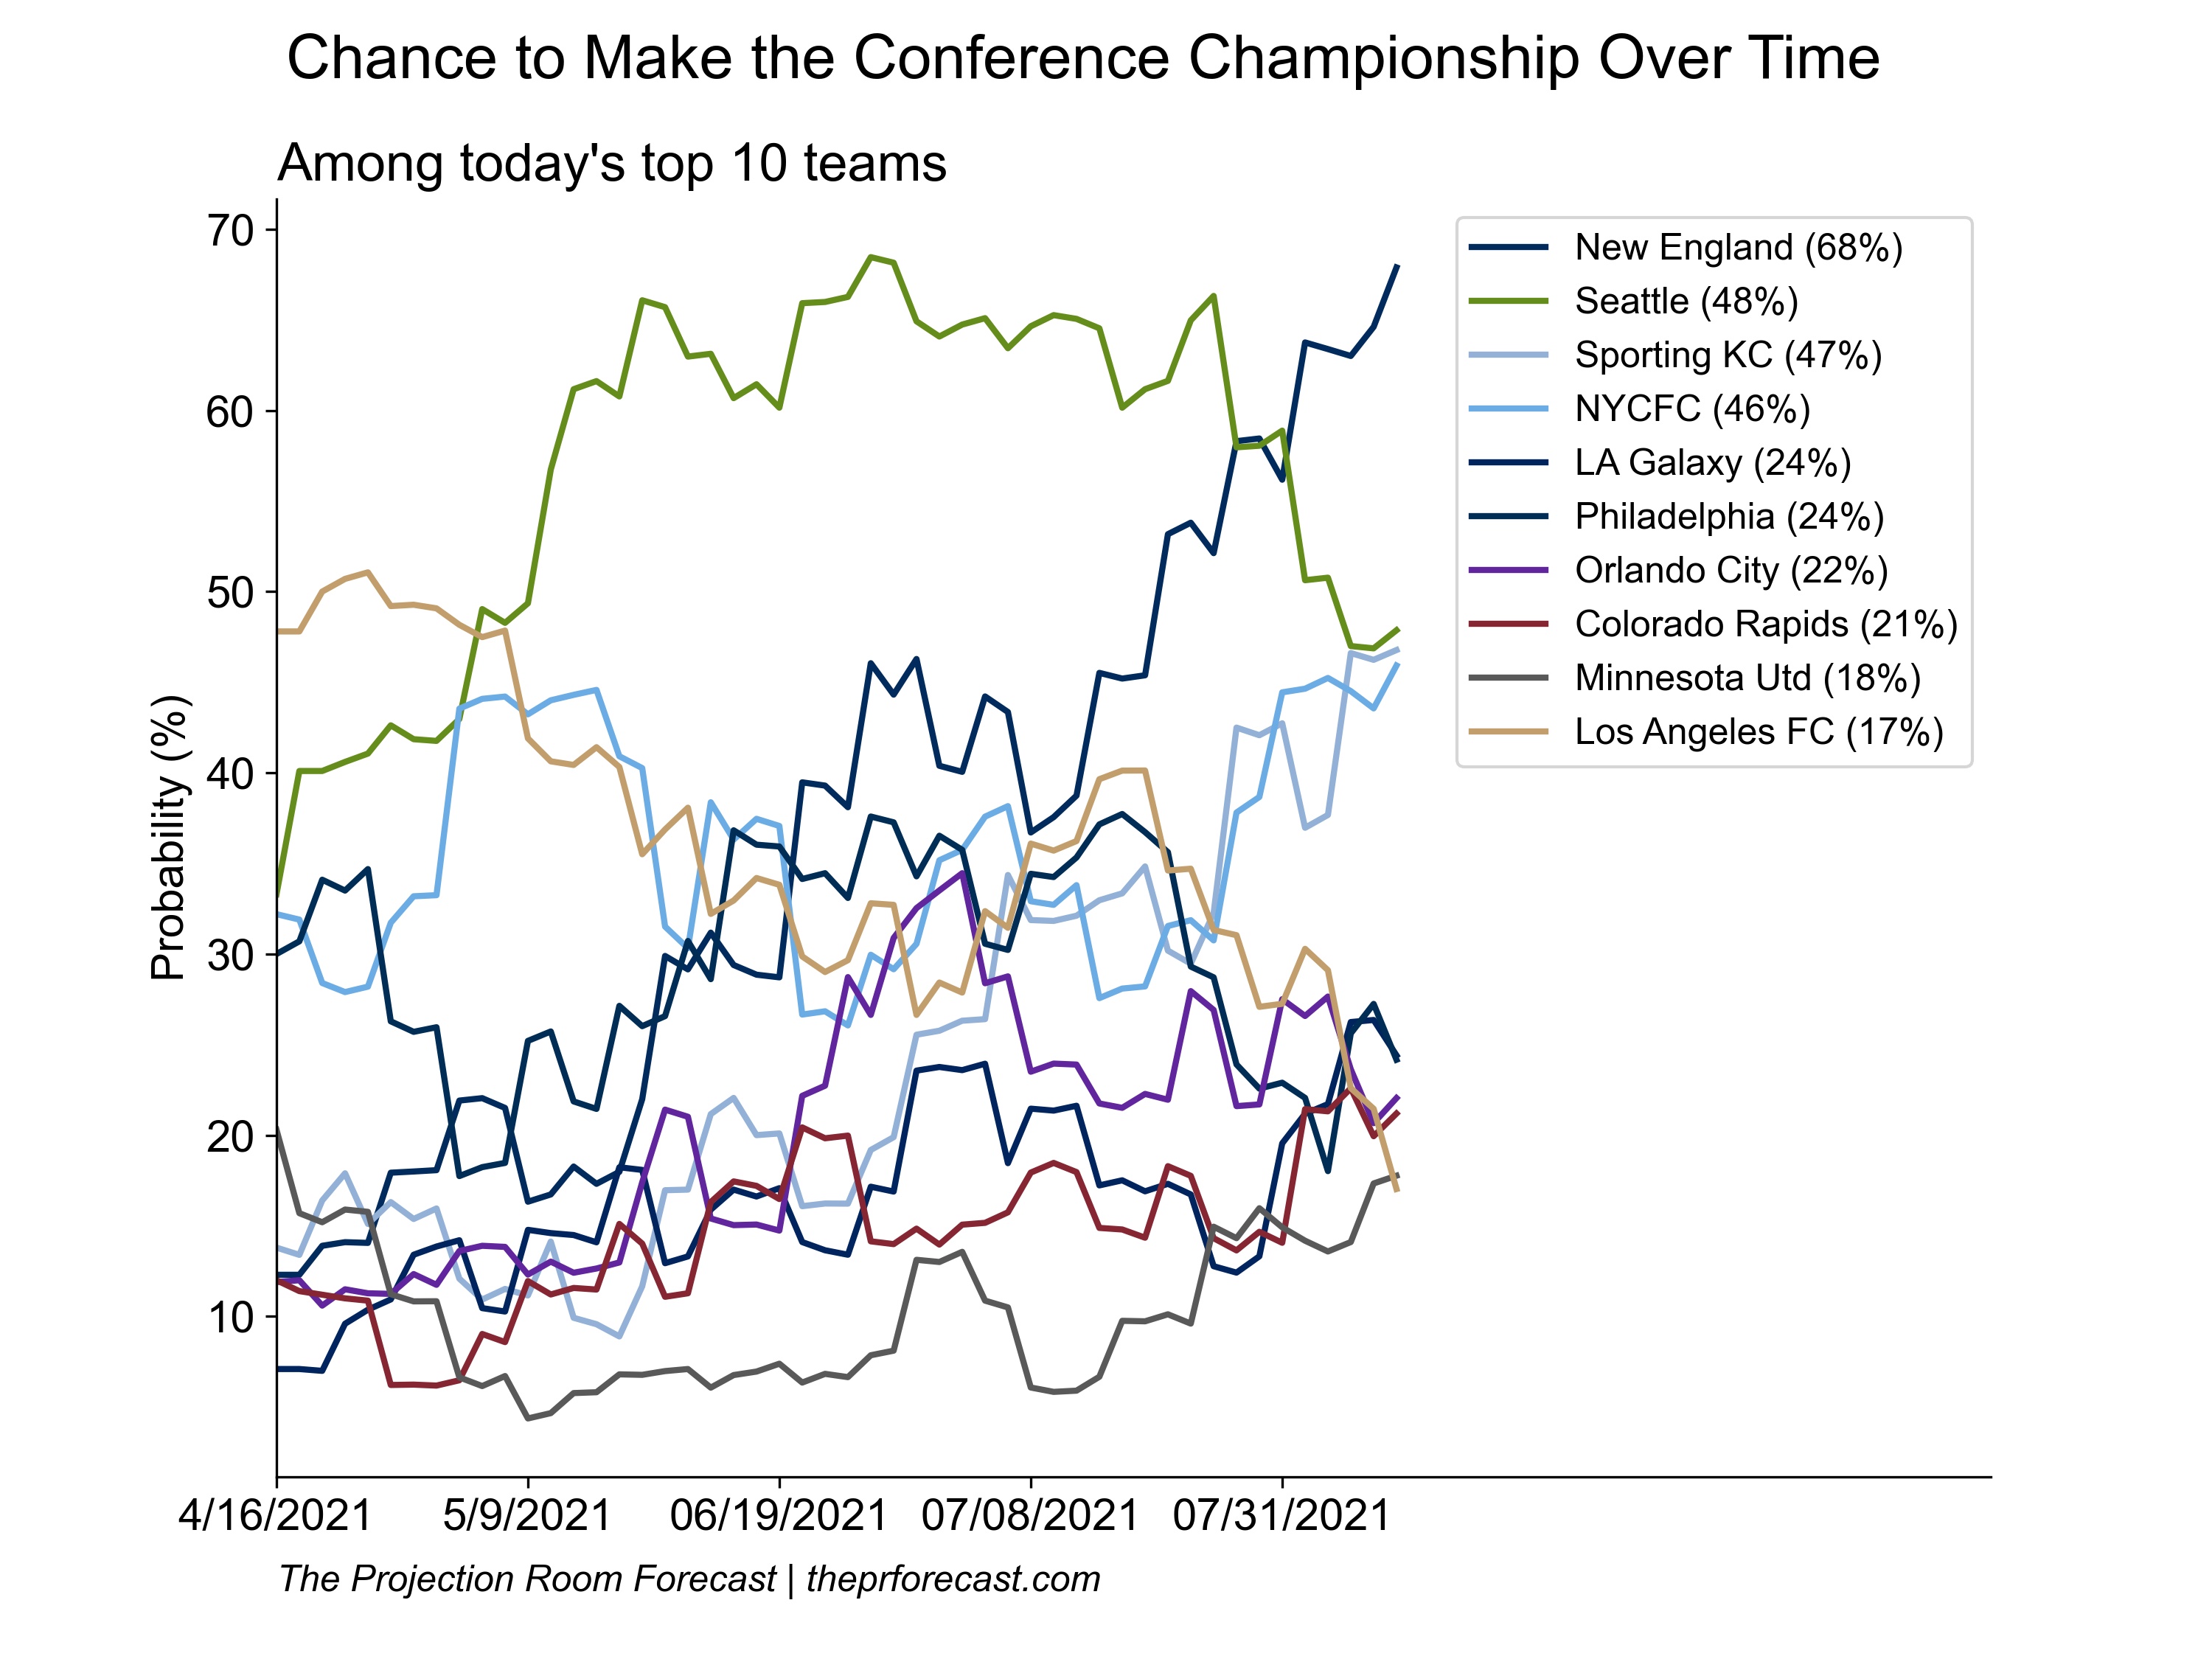 Chance to Make the Conference Championship Over Time
Among today's top 10 teams
70
60
50
40
30
20
10
Probability (%)
New England (68%)
Seattle (48%)
Sporting KC (47%)
NYCFC (46%)
LA Galaxy (24%)
Philadelphia (24%)
Orlando City (22%)
Colorado Rapids (21%)
Minnesota Utd (18%)
Los Angeles FC (17%)
4/16/2021 5/9/2021 06/19/2021 07/08/2021 07/31/2021
The Projection Room Forecast | theprforecast.com